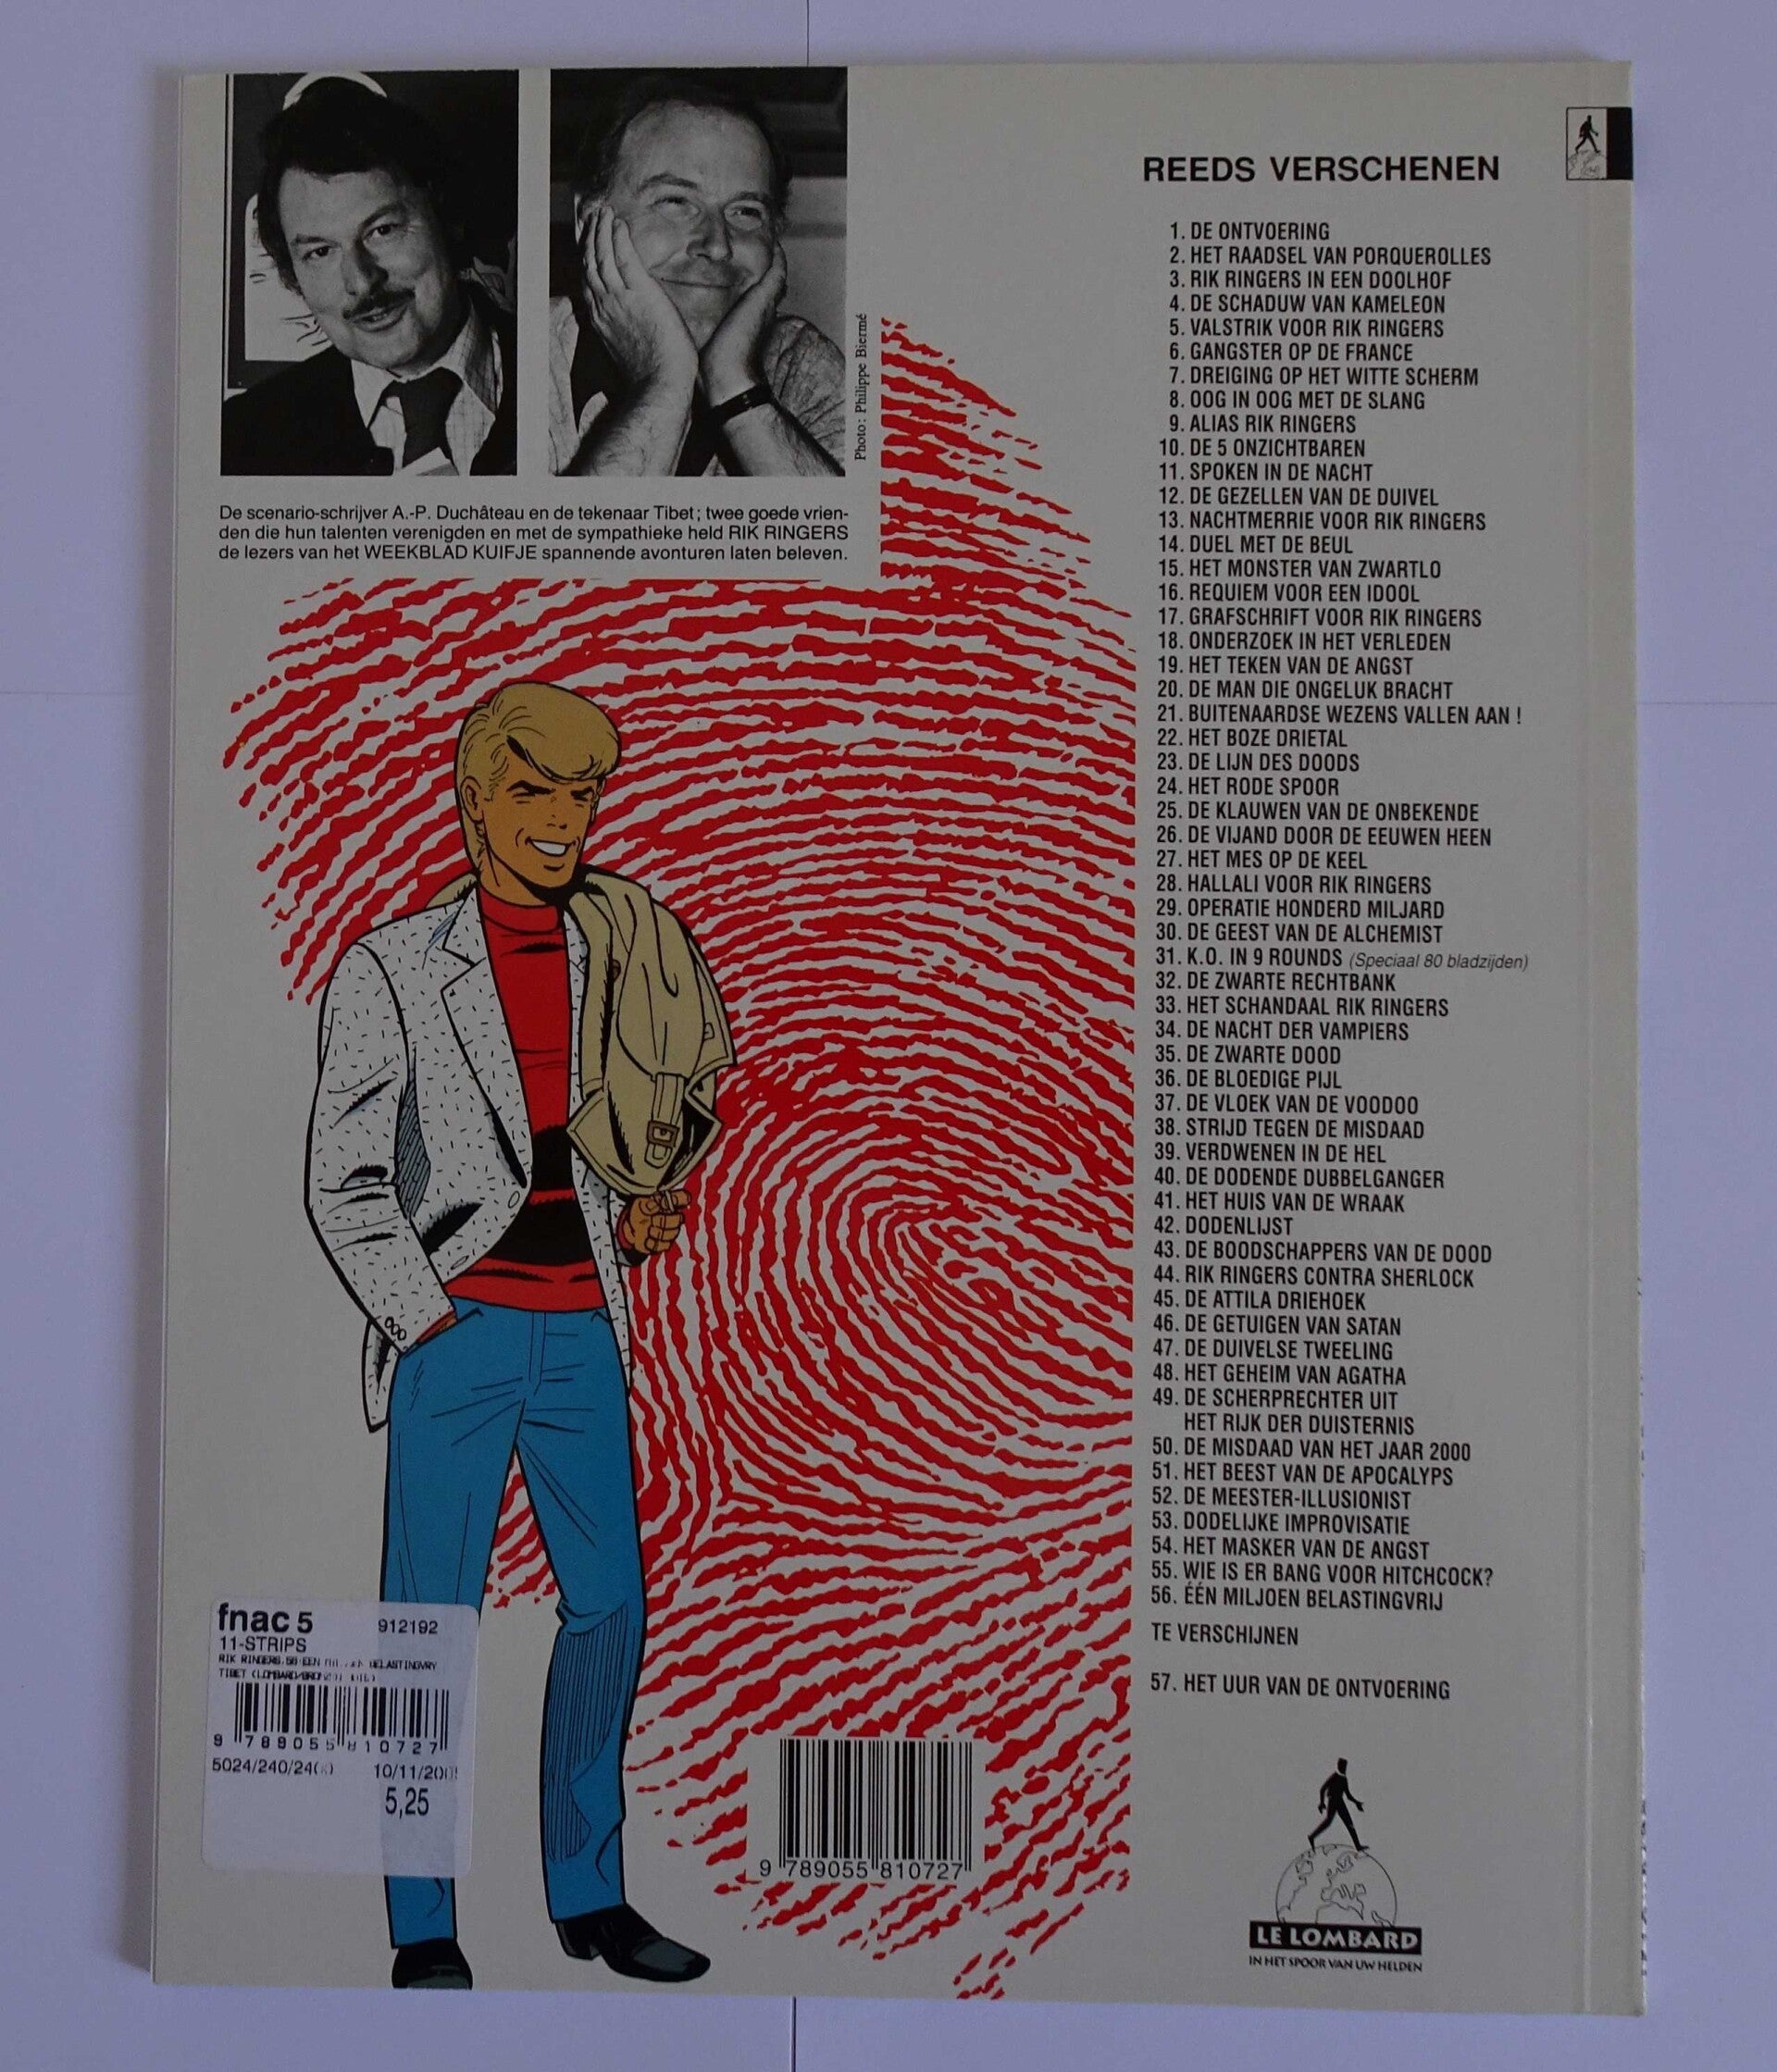 Photo: Philippe Biermé
De scenario-schrijver A.-P. Duchâteau en de tekenaar Tibet; twee goede vrien-
den die hun talenten verenigden en met de sympathieke held RIK RINGERS
de lezers van het WEEKBLAD KUIFJE spannende avonturen laten beleven.
REEDS VERSCHENEN
1. DE ONTVOERING
2. HET RAADSEL VAN PORQUEROLLES
3. RIK RINGERS IN EEN DOOLHOF
4. DE SCHADUW VAN KAMELEON
5. VALSTRIK VOOR RIK RINGERS
6. GANGSTER OP DE FRANCE
7. DREIGING OP HET WITTE SCHERM
8. OOG IN OOG MET DE SLANG
9. ALIAS RIK RINGERS
10. DE 5 ONZICHTBAREN
11. SPOKEN IN DE NACHT
12. DE GEZELLEN VAN DE DUIVEL
13. NACHTMERRIE VOOR RIK RINGERS
14. DUEL MET DE BEUL
15. HET MONSTER VAN ZWARTLO
16. REQUIEM VOOR EEN IDOOL
17. GRAFSCHRIFT VOOR RIK RINGERS
18. ONDERZOEK IN HET VERLEDEN
19. HET TEKEN VAN DE ANGST
20. DE MAN DIE ONGELUK BRACHT
21. BUITENAARDSE WEZENS VALLEN AAN !
22. HET BOZE DRIETAL
23. DE LIJN DES DOODS
24. HET RODE SPOOR
25. DE KLAUWEN VAN DE ONBEKENDE
26. DE VIJAND DOOR DE EEUWEN HEEN
27. HET MES OP DE KEEL
28. HALLALI VOOR RIK RINGERS
29. OPERATIE HONDERD MILJARD
30. DE GEEST VAN DE ALCHEMIST
31. K.O. IN 9 ROUNDS (Speciaal 80 bladzijden)
32. DE ZWARTE RECHTBANK
33. HET SCHANDAAL RIK RINGERS
34. DE NACHT DER VAMPIERS
35. DE ZWARTE DOOD
36. DE BLOEDIGE PIJL
37. DE VLOEK VAN DE VOODOO
38. STRIJD TEGEN DE MISDAAD
39. VERDWENEN IN DE HEL
40. DE DODENDE DUBBELGANGER
41. HET HUIS VAN DE WRAAK
42. DODENLIJST
43. DE BOODSCHAPPERS VAN DE DOOD
44. RIK RINGERS CONTRA SHERLOCK
45. DE ATTILA DRIEHOEK
46. DE GETUIGEN VAN SATAN
47. DE DUIVELSE TWEELING
48. HET GEHEIM VAN AGATHA
49. DE SCHERPRECHTER UIT
HET RIJK DER DUISTERNIS
50. DE MISDAAD VAN HET JAAR 2000
51. HET BEEST VAN DE APOCALYPS
52. DE MEESTER-ILLUSIONIST
53. DODELIJKE IMPROVISATIE
54. HET MASKER VAN DE ANGST
55. WIE IS ER BANG VOOR HITCHCOCK?
56. ÉÉN MILJOEN BELASTINGVRIJ
TE VERSCHIJNEN
57. HET UUR VAN DE ONTVOERING
fnac 5 912192
11-STRIPS
RIK RINGERS 56 EEN BELASTINGVRY
TIBET
9 789055 810727
5024/240/24 10/11/200
5,25
9 789055 810727
LE LOMBARD
IN HET SPOOR VAN UW HELDEN